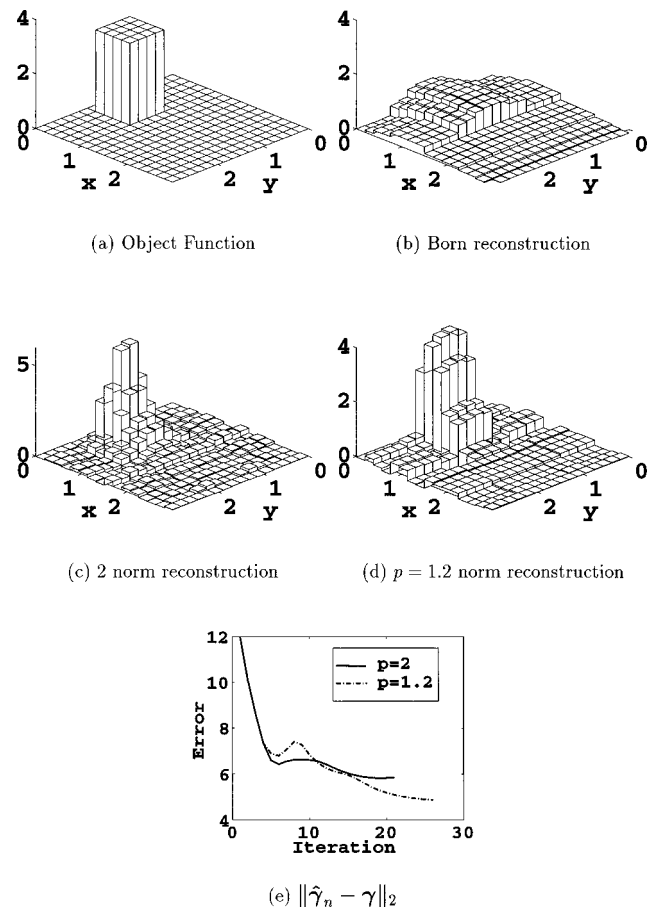 4
2
0
0
1
x
2
2
y
1
0
(a) Object Function
4
2
0
0
1
x
2
2
y
1
0
(b) Born reconstruction
5
0
0
1
x
2
2
y
1
0
(c) 2 norm reconstruction
4
2
0
0
1
x
2
2
y
1
0
(d) p = 1.2 norm reconstruction
12
10
8
6
4
Error
p=2
p=1.2
0 10 20 30
Iteration
(e) ‖γ̂ₙ − γ‖₂